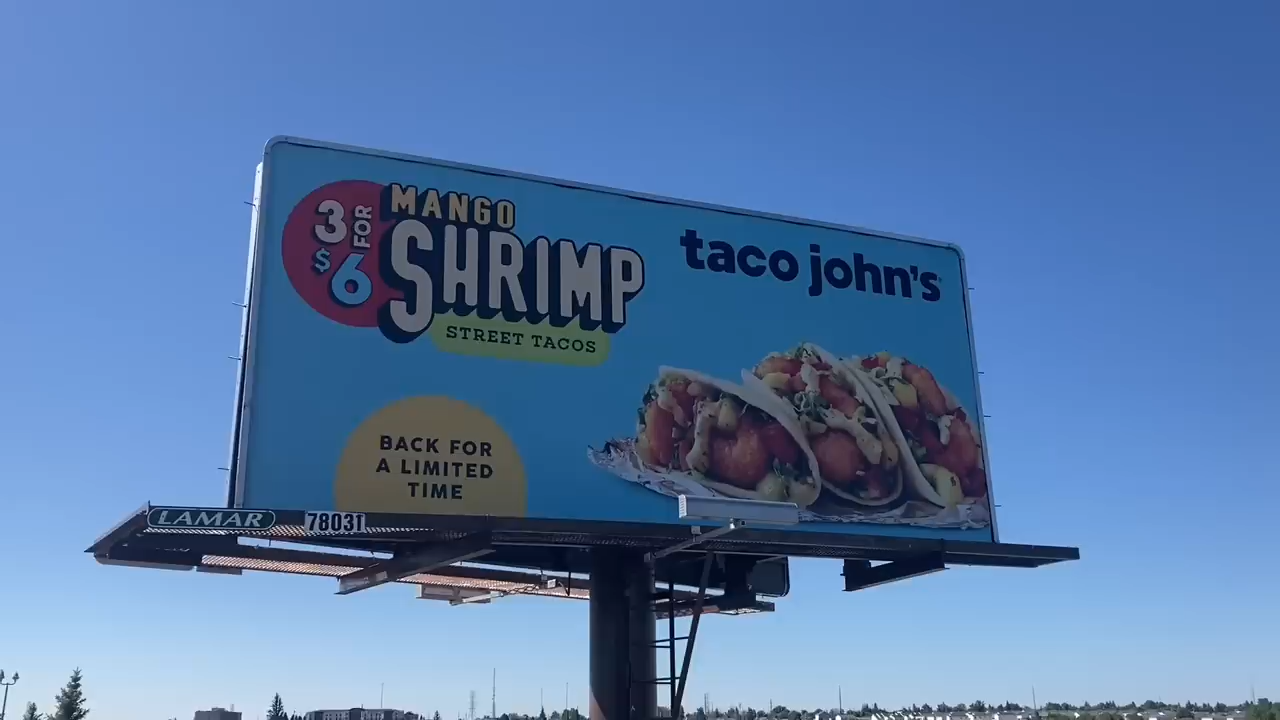 3 FOR
$6
MANGO
SHRIMP
STREET TACOS
taco john's
BACK FOR
A LIMITED
TIME
LAMAR
78031